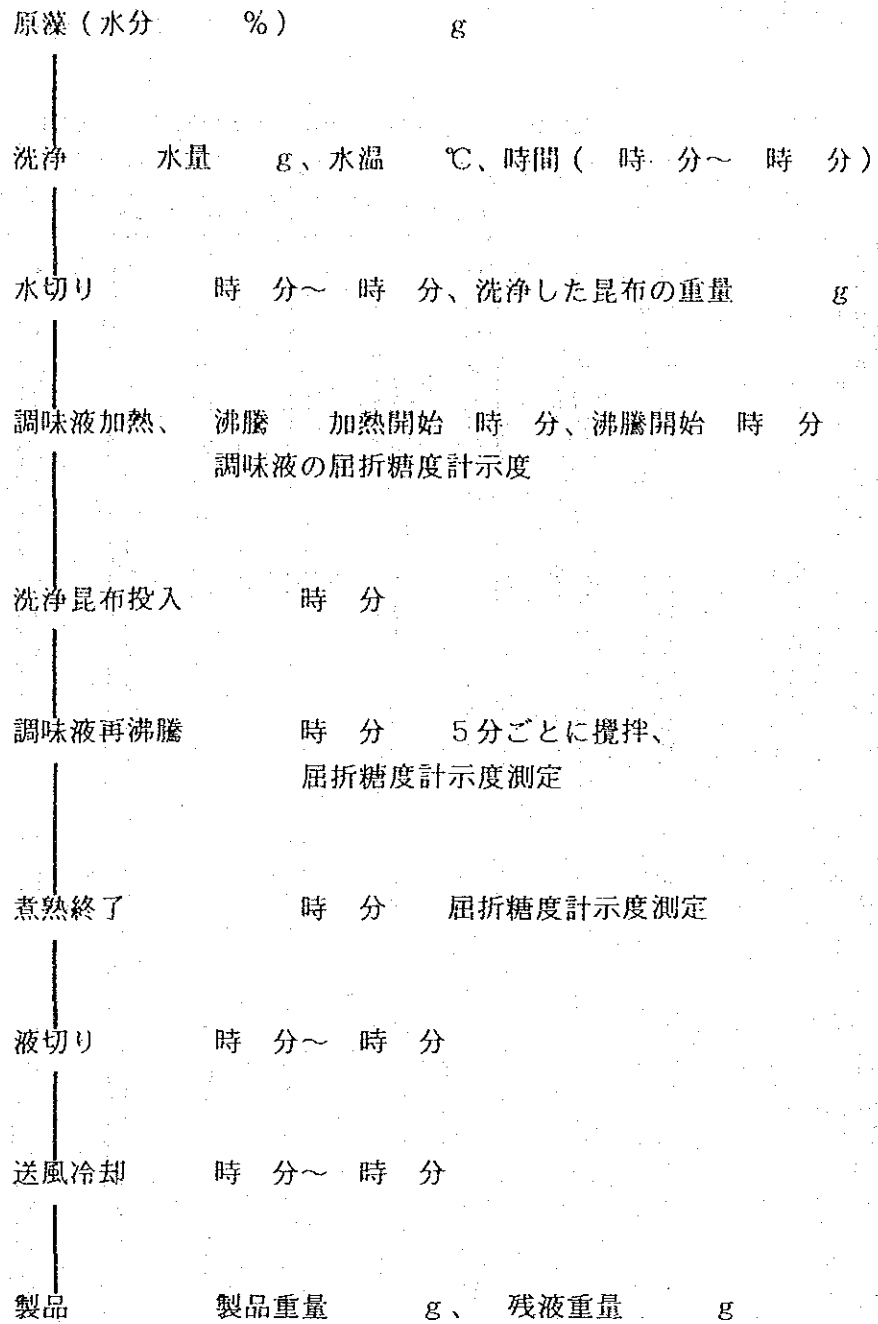 原藻(水分　　　％)　　　　　g
洗浄　　水量　　g、水温　　℃、時間(　時　分～　時　分)
水切り　　　時　分～　時　分、洗浄した昆布の重量　　　g
調味液加熱、　沸騰　　加熱開始　時　分、沸騰開始　時　分
調味液の屈折糖度計示度
洗浄昆布投入　　　　時　分
調味液再沸騰　　　　時　分　　5分ごとに攪拌、
屈折糖度計示度測定
煮熟終了　　　　　　時　分　　屈折糖度計示度測定
液切り　　　時　分～　時　分
送風冷却　　　時　分～　時　分
製品　　　　製品重量　　　g、　残液重量　　　g